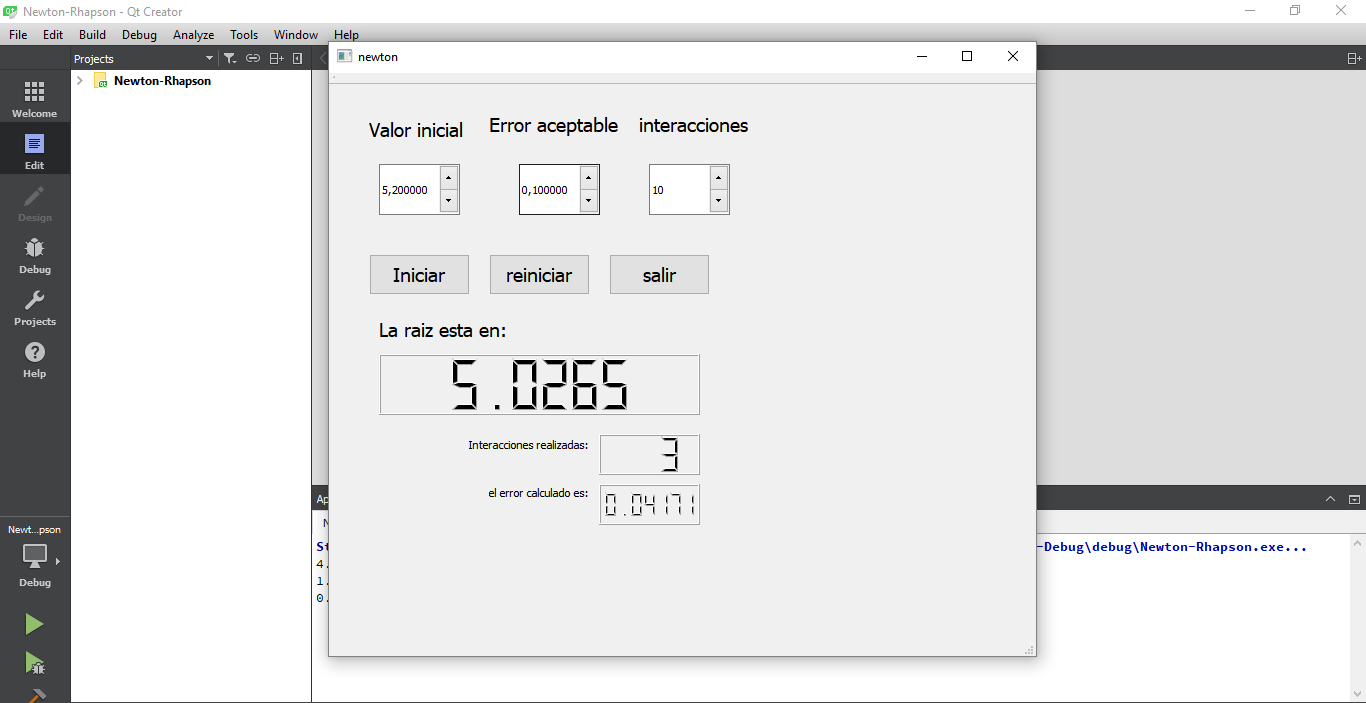 Newton-Rhapson - Qt Creator
File Edit Build Debug Analyze Tools Window Help
Projects
Newton-Rhapson
Welcome
Edit
Design
Debug
Projects
Help
Newt...pson
Debug
newton
Valor inicial Error aceptable interacciones
5,200000 0,100000 10
Iniciar reiniciar salir
La raiz esta en:
5.0265
Interacciones realizadas: 3
el error calculado es: 0.04171
-Debug\debug\Newton-Rhapson.exe...
4.
1.
0.